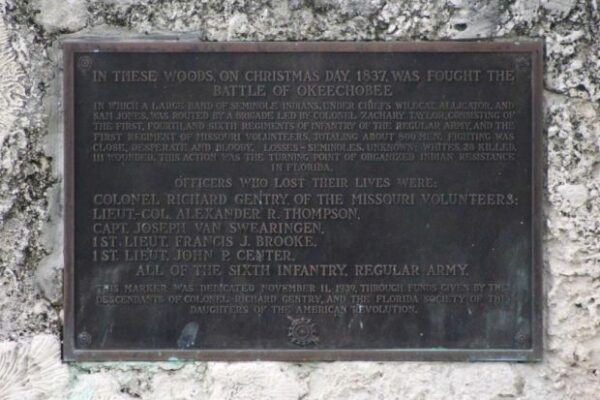 IN THESE WOODS, ON CHRISTMAS DAY, 1837, WAS FOUGHT THE
BATTLE OF OKEECHOBEE
IN WHICH A LARGE BAND OF SEMINOLE INDIANS, UNDER CHIEFS WILDCAT, ALLIGATOR, AND
SAM JONES, WAS ROUTED BY A BRIGADE LED BY COLONEL ZACHARY TAYLOR, CONSISTING OF
THE FIRST, FOURTH, AND SIXTH REGIMENTS OF INFANTRY OF THE REGULAR ARMY, AND THE
FIRST REGIMENT OF MISSOURI VOLUNTEERS, TOTALING ABOUT 800 MEN. FIGHTING WAS
CLOSE, DESPERATE AND BLOODY. LOSSES - SEMINOLES, UNKNOWN; WHITES, 28 KILLED,
111 WOUNDED. THIS ACTION WAS THE TURNING POINT OF ORGANIZED INDIAN RESISTANCE
IN FLORIDA.
OFFICERS WHO LOST THEIR LIVES WERE:
COLONEL RICHARD GENTRY, OF THE MISSOURI VOLUNTEERS;
LIEUT-COL. ALEXANDER R. THOMPSON,
CAPT. JOSEPH VAN SWEARINGEN,
1ST. LIEUT. FRANCIS J. BROOKE,
1ST. LIEUT. JOHN P. CENTER,
ALL OF THE SIXTH INFANTRY, REGULAR ARMY.
THIS MARKER WAS DEDICATED NOVEMBER 11, 1939, THROUGH FUNDS GIVEN BY THE
DESCENDANTS OF COLONEL RICHARD GENTRY, AND THE FLORIDA SOCIETY OF THE
DAUGHTERS OF THE AMERICAN REVOLUTION.